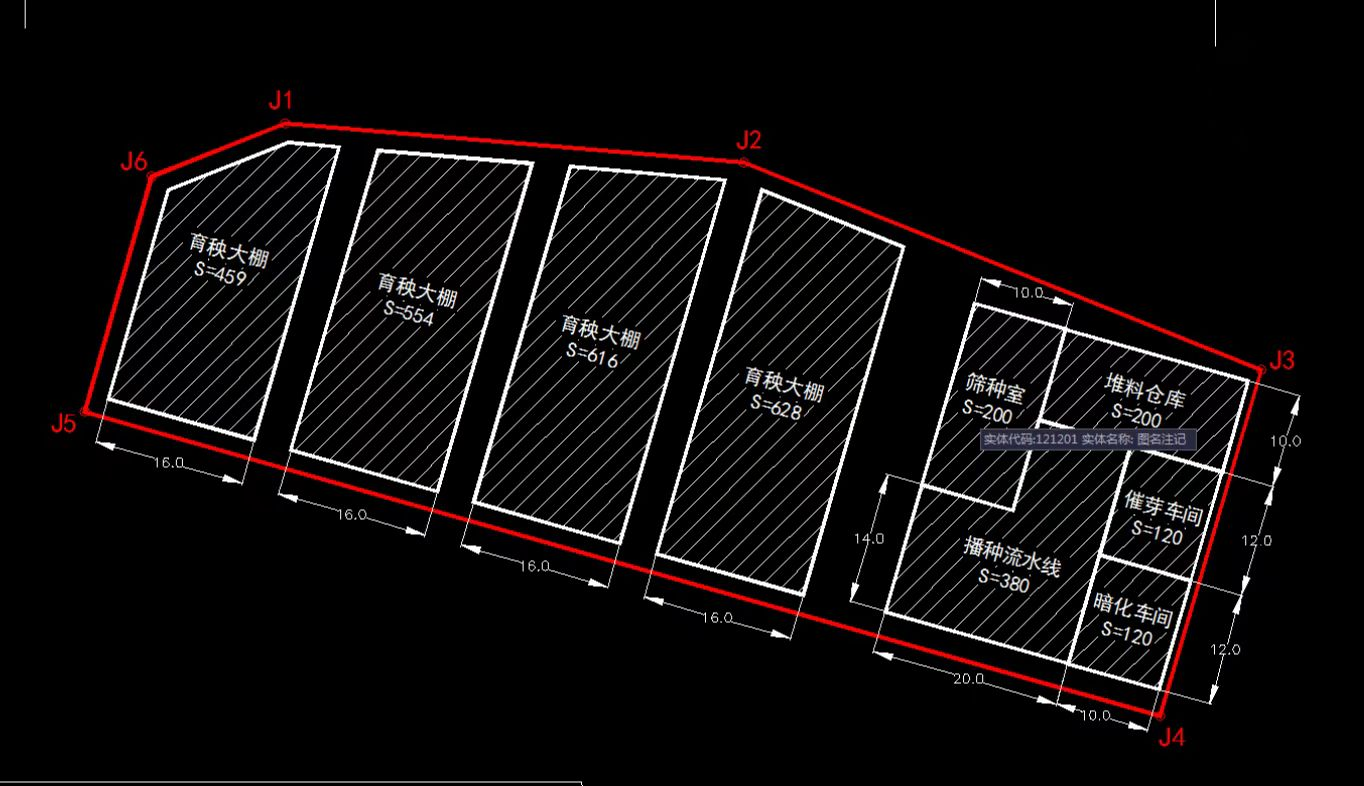 J1
J2
J6
育秧大棚
S=459
育秧大棚
S=554
育秧大棚
S=616
育秧大棚
S=628
10.0
J3
筛种室
S=200
堆料仓库
S=200
实体代码:121201 实体名称: 图名注记
10.0
J5
16.0
16.0
16.0
16.0
14.0
播种流水线
S=380
催芽车间
S=120
12.0
暗化车间
S=120
12.0
20.0
10.0
J4